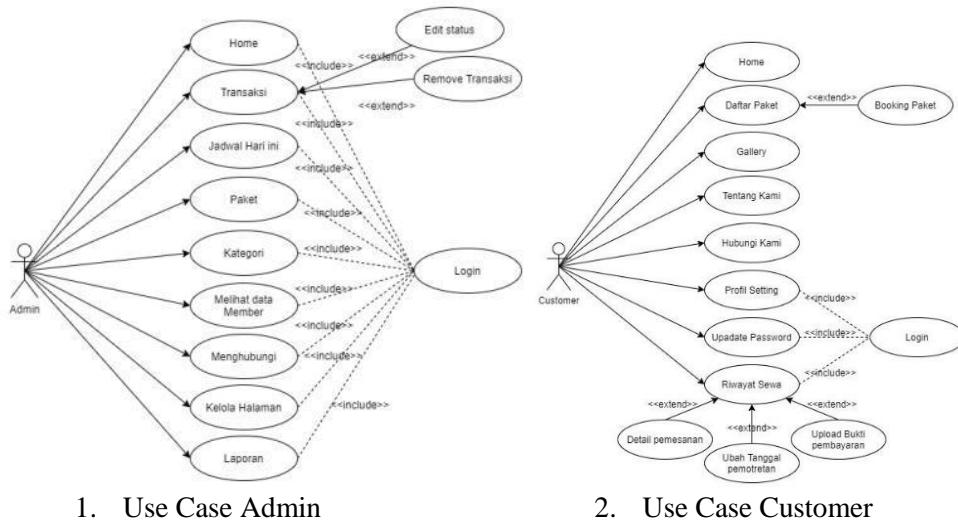 Home
Transaksi
Jadwal Hari ini
Paket
Kategori
Melihat data
Member
Menghubungi
Kelola Halaman
Laporan
Admin
Edit status
Remove Transaksi
<<extend>>
<<extend>>
<<include>>
<<include>>
<<include>>
<<include>>
<<include>>
<<include>>
<<include>>
<<include>>
<<include>>
Login
1. Use Case Admin
Home
Daftar Paket
<<extend>>
Booking Paket
Gallery
Tentang Kami
Hubungi Kami
Profil Setting
Upadate Password
Riwayat Sewa
Customer
<<include>>
<<include>>
<<include>>
Login
<<extend>>
<<extend>>
<<extend>>
Detail pemesanan
Ubah Tanggal
pemotretan
Upload Bukti
pembayaran
2. Use Case Customer